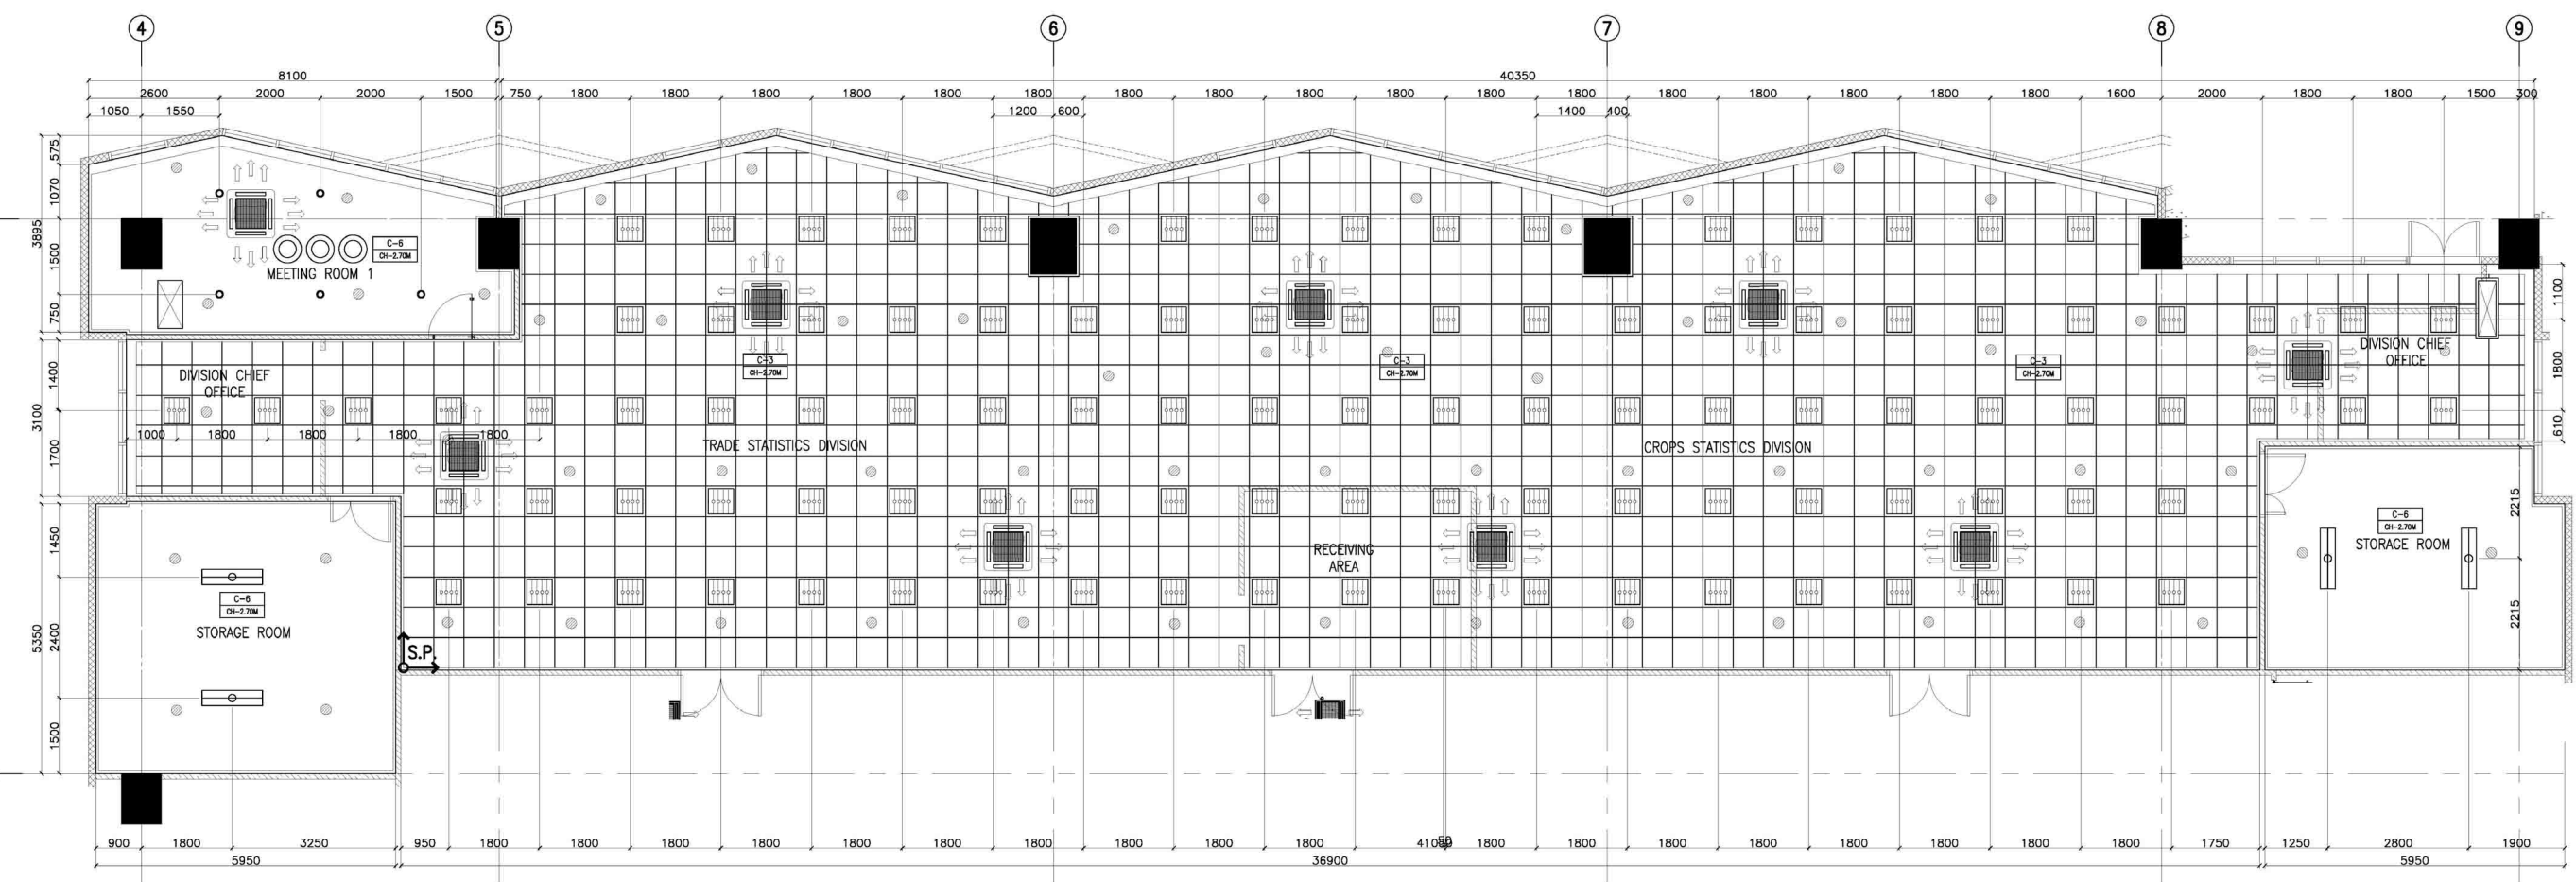 4 5 6 7 8 9
8100 40350
2600 2000 2000 1500 750 1800 1800 1800 1800 1800 1800 1800 1800 1800 1800 1800 1800 1800 1800 1800 1800 1800 1600 2000 1800 1800 1500 300
1050 1550 1200 600 1400 400
575
1070
3895
1500
750
C-6
CH-2.70M
MEETING ROOM 1
1100
1800
610
C-3
CH-2.70M
C-3
CH-2.70M
C-3
CH-2.70M
DIVISION CHIEF
OFFICE
DIVISION CHIEF
OFFICE
1400
3100
1700
1000 1800 1800 1800 1800
TRADE STATISTICS DIVISION
CROPS STATISTICS DIVISION
2215
2215
C-6
CH-2.70M
STORAGE ROOM
RECEIVING
AREA
1450
5350
2400
1500
C-6
CH-2.70M
STORAGE ROOM
S.P.
900 1800 3250 950 1800 1800 1800 1800 1800 1800 1800 1800 1800 1800 1800 1800 1800 1800 1800 1800 1800 1800 1750 1250 2800 1900
5950 36900 5950